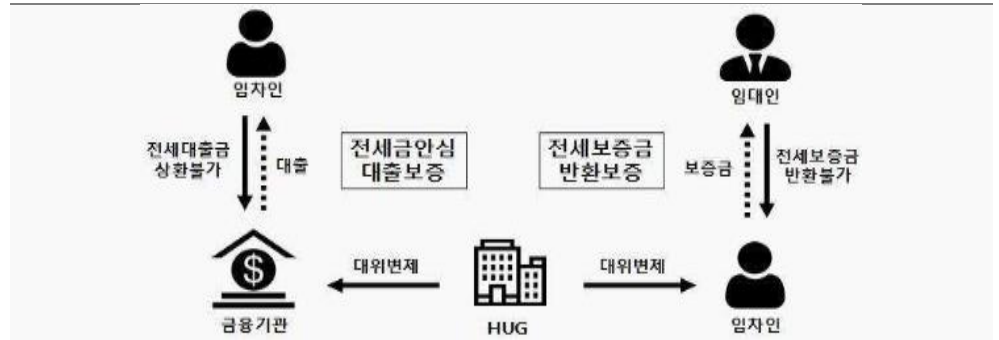 임차인
임대인
전세대출금
상환불가
대출
전세금안심
대출보증
전세보증금
반환보증
보증금
전세보증금
반환불가
대위변제
대위변제
금융기관
HUG
임차인